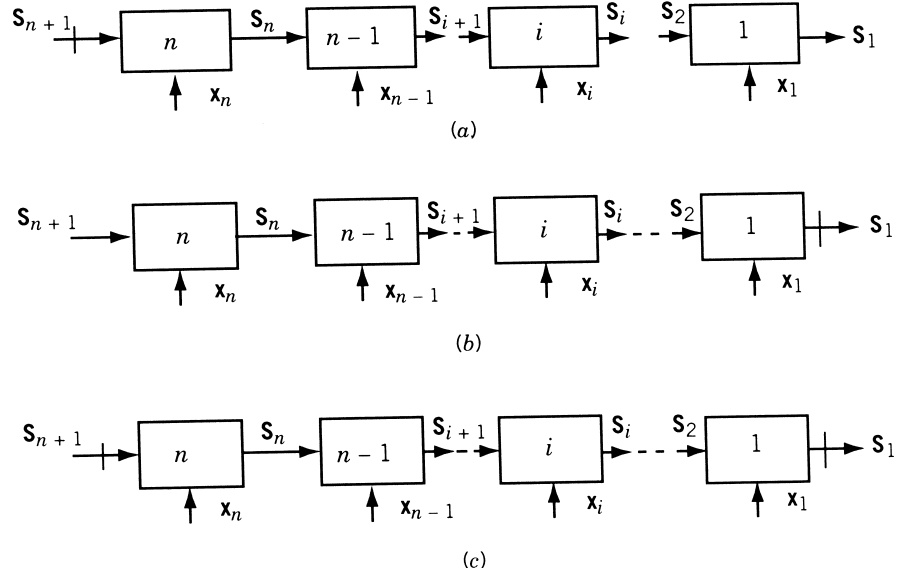 S_{n + 1} n S_n n – 1 S_{i + 1} i S_i S_2 1 S_1
x_n x_{n – 1} x_i x_1
(a)
S_{n + 1} n S_n n – 1 S_{i + 1} i S_i S_2 1 S_1
x_n x_{n – 1} x_i x_1
(b)
S_{n + 1} n S_n n – 1 S_{i + 1} i S_i S_2 1 S_1
x_n x_{n – 1} x_i x_1
(c)